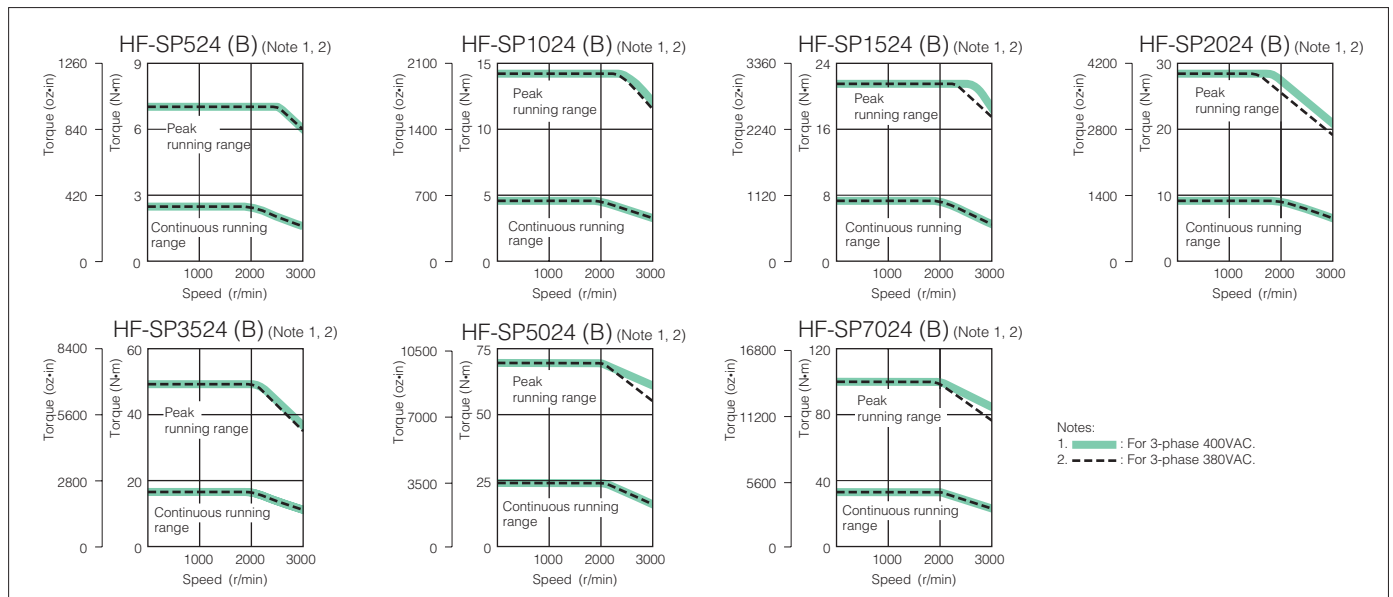 HF-SP524 (B) (Note 1, 2)
Torque (oz•in)
1260
840
420
0
Torque (N•m)
9
6
3
0
Peak
running range
Continuous running
range
1000 2000 3000
Speed (r/min)
HF-SP1024 (B) (Note 1, 2)
Torque (oz•in)
2100
1400
700
0
Torque (N•m)
15
10
5
0
Peak
running range
Continuous running
range
1000 2000 3000
Speed (r/min)
HF-SP1524 (B) (Note 1, 2)
Torque (oz•in)
3360
2240
1120
0
Torque (N•m)
24
16
8
0
Peak
running range
Continuous running
range
1000 2000 3000
Speed (r/min)
HF-SP2024 (B) (Note 1, 2)
Torque (oz•in)
4200
2800
1400
0
Torque (N•m)
30
20
10
0
Peak
running range
Continuous running
range
1000 2000 3000
Speed (r/min)
HF-SP3524 (B) (Note 1, 2)
Torque (oz•in)
8400
5600
2800
0
Torque (N•m)
60
40
20
0
Peak
running range
Continuous running
range
1000 2000 3000
Speed (r/min)
HF-SP5024 (B) (Note 1, 2)
Torque (oz•in)
10500
7000
3500
0
Torque (N•m)
75
50
25
0
Peak
running range
Continuous running
range
1000 2000 3000
Speed (r/min)
HF-SP7024 (B) (Note 1, 2)
Torque (oz•in)
16800
11200
5600
0
Torque (N•m)
120
80
40
0
Peak
running range
Continuous running
range
1000 2000 3000
Speed (r/min)
Notes:
1. : For 3-phase 400VAC.
2. : For 3-phase 380VAC.